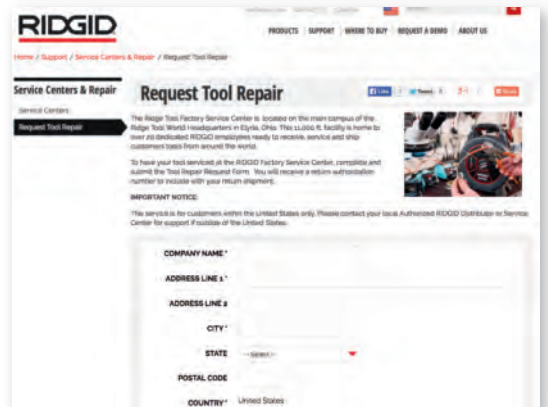 RIDGID
PRODUCTS SUPPORT WHERE TO BUY REQUEST A DEMO ABOUT US
Home / Support / Service Centers & Repair / Request Tool Repair
Service Centers & Repair
Service Centers
Request Tool Repair
Request Tool Repair
Like
Tweet
The Ridge Tool Factory Service Center is located on the main campus of the
Ridge Tool World Headquarters in Elyria, Ohio. This 11,000 ft. facility is home to
over 20 dedicated RIDGID employees ready to receive, service and ship
customers tools from around the world.
To have your tool serviced at the RIDGID Factory Service Center, complete and
submit the Tool Repair Request Form. You will receive a return authorization
number to include with your return shipment.
IMPORTANT NOTICE:
This service is for customers within the United States only. Please contact your local Authorized RIDGID Distributor or Service
Center for support if outside of the United States.
COMPANY NAME *
ADDRESS LINE 1 *
ADDRESS LINE 2
CITY *
STATE
--Select--
POSTAL CODE
COUNTRY * United States